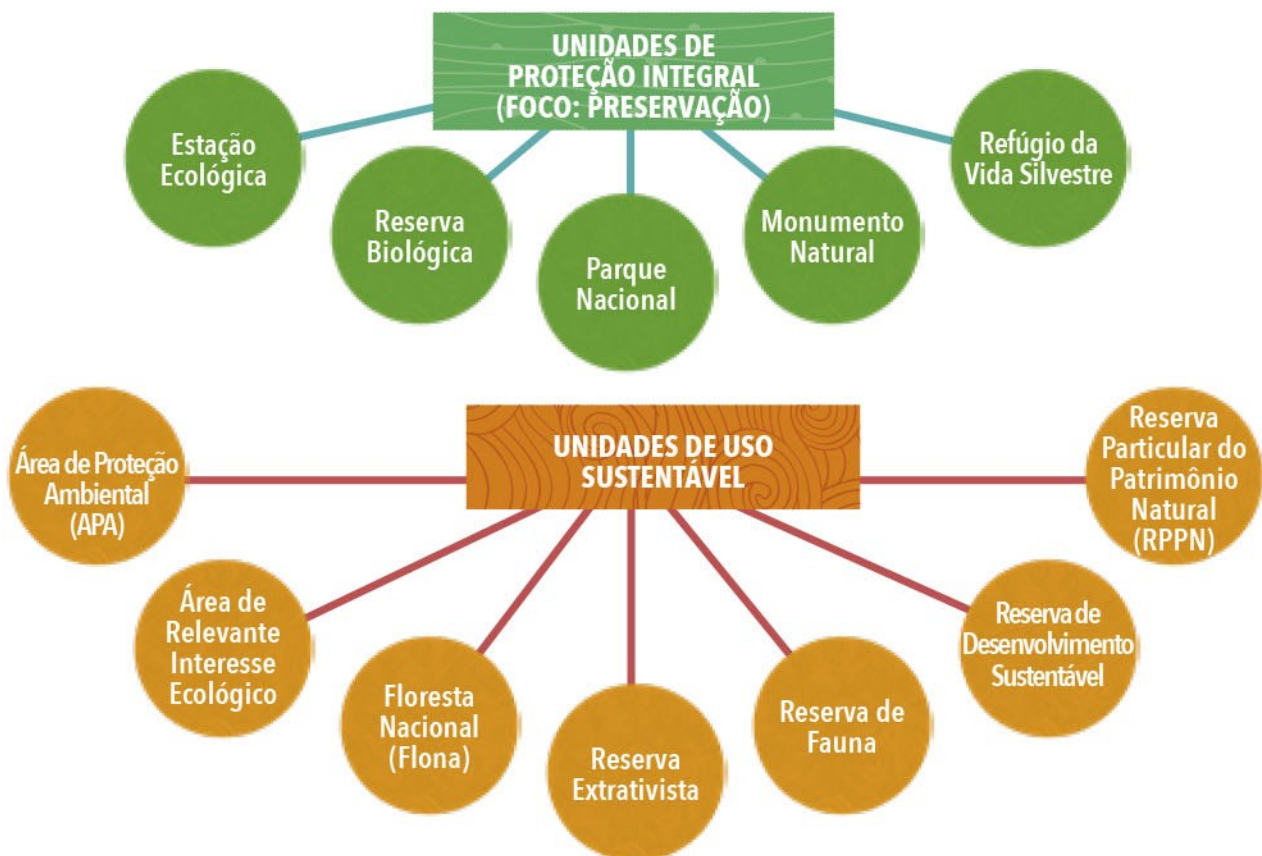 UNIDADES DE
PROTEÇÃO INTEGRAL
(FOCO: PRESERVAÇÃO)
Estação
Ecológica
Reserva
Biológica
Parque
Nacional
Monumento
Natural
Refúgio da
Vida Silvestre
UNIDADES DE USO
SUSTENTÁVEL
Área de Proteção
Ambiental
(APA)
Área de
Relevante
Interesse
Ecológico
Floresta
Nacional
(Flona)
Reserva
Extrativista
Reserva de
Fauna
Reserva de
Desenvolvimento
Sustentável
Reserva
Particular do
Patrimônio
Natural
(RPPN)